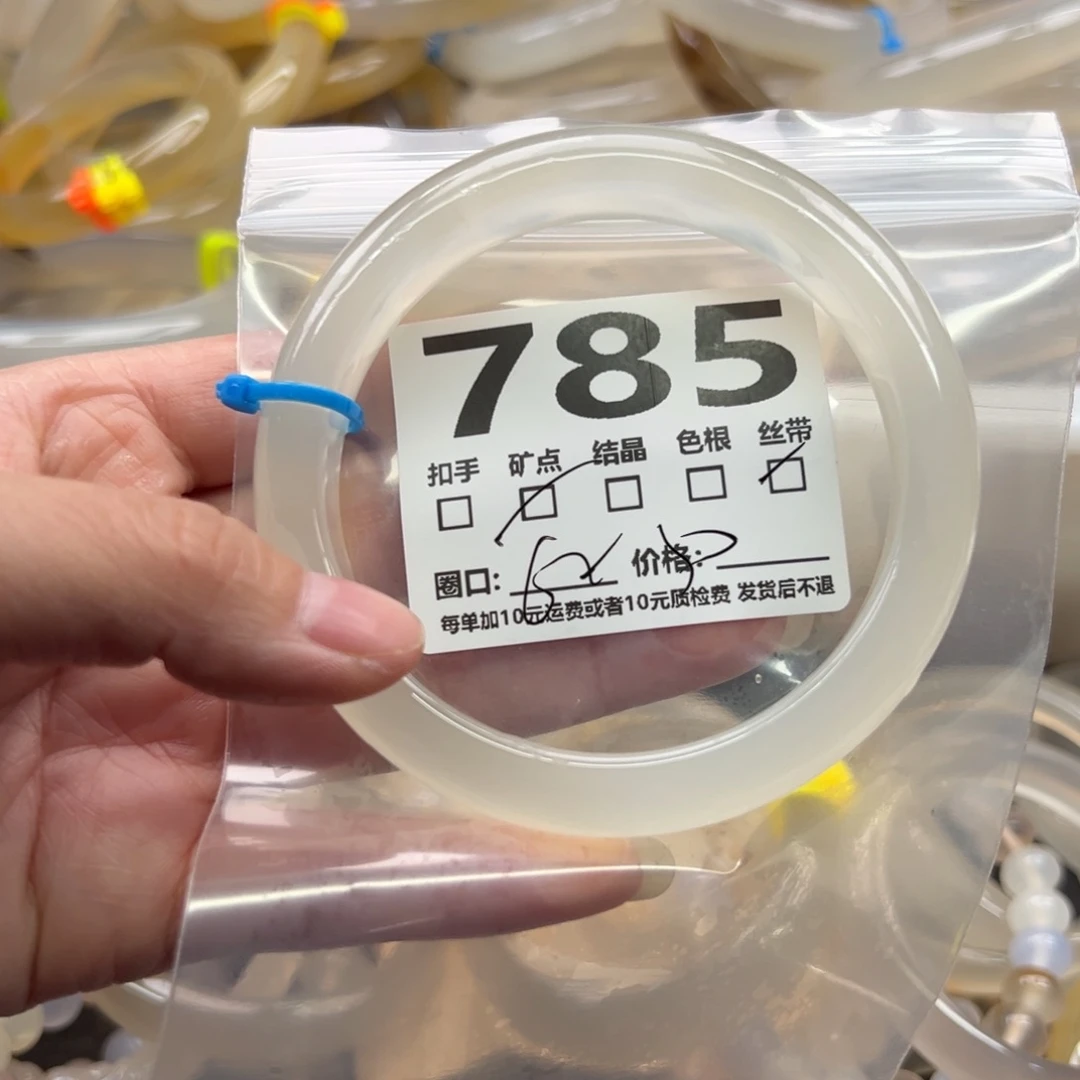 785
扣手 矿点 结晶 色根 丝带
圈口: 价格:
每单加10元运费或者10元质检费 发货后不退